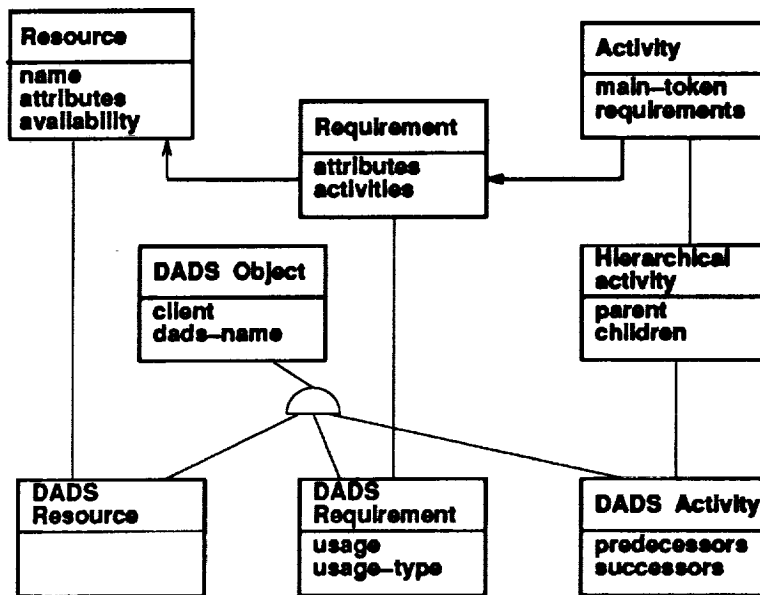 Resource
name
attributes
availability
Activity
main-token
requirements
Requirement
attributes
activities
DADS Object
client
dads-name
Hierarchical
activity
parent
children
DADS
Resource
DADS
Requirement
usage
usage-type
DADS Activity
predecessors
successors